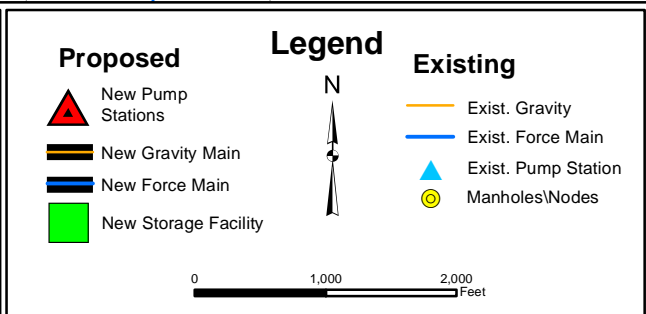 Legend
Proposed
New Pump
Stations
New Gravity Main
New Force Main
New Storage Facility
N
Existing
Exist. Gravity
Exist. Force Main
Exist. Pump Station
Manholes\Nodes
0 1,000 2,000
Feet